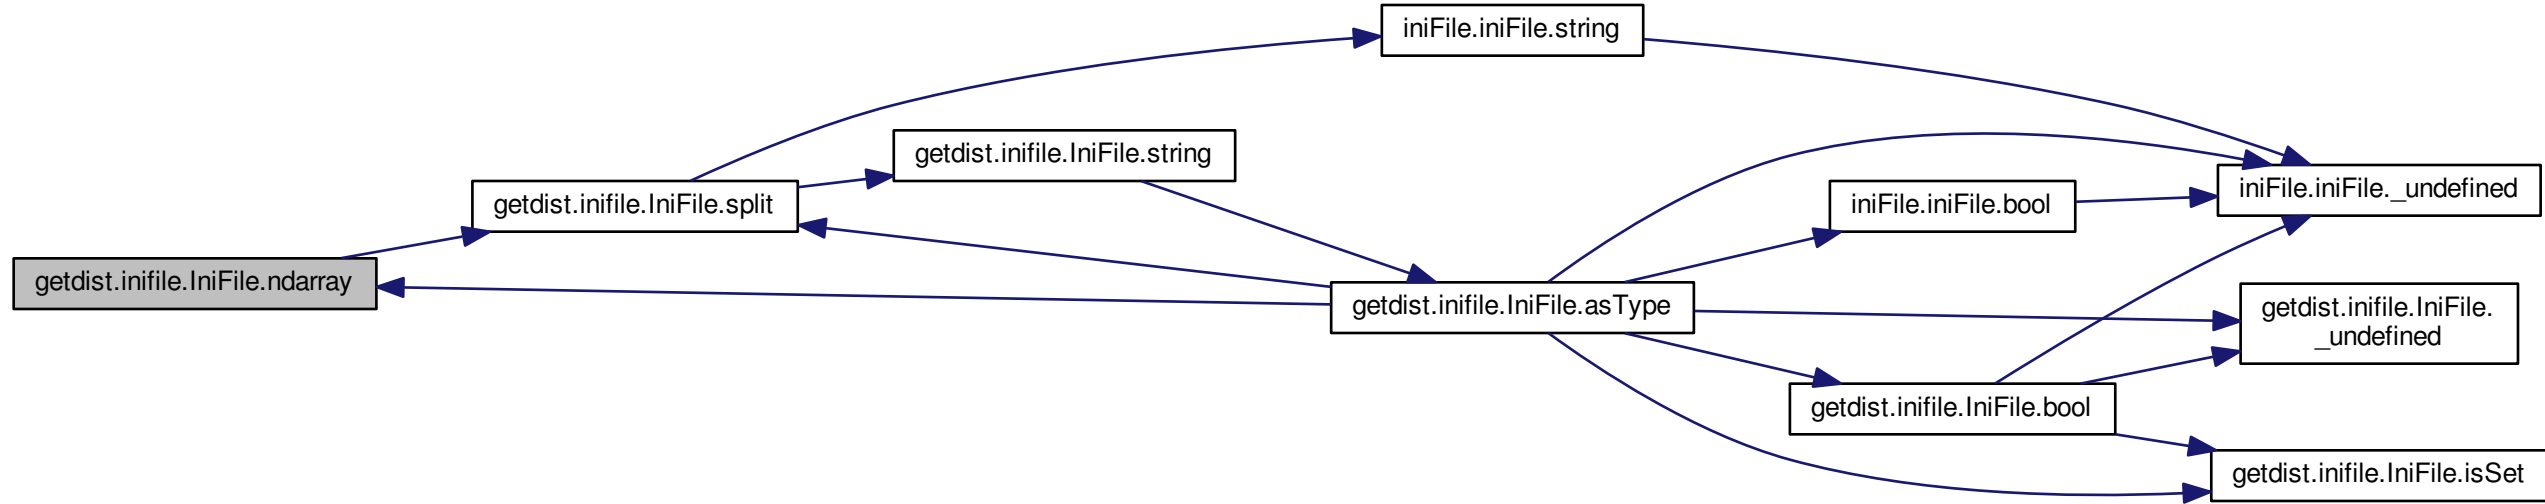 iniFile.iniFile.string
getdist.inifile.IniFile.string
getdist.inifile.IniFile.split
iniFile.iniFile._undefined
iniFile.iniFile.bool
getdist.inifile.IniFile.ndarray
getdist.inifile.IniFile.asType
getdist.inifile.IniFile.
_undefined
getdist.inifile.IniFile.bool
getdist.inifile.IniFile.isSet